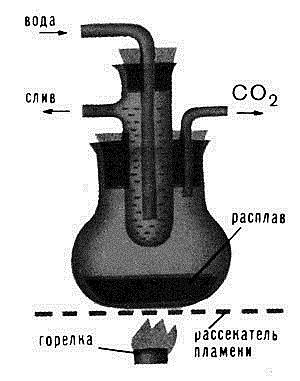 вода
слив
CO₂
расплав
горелка
рассекатель
пламени